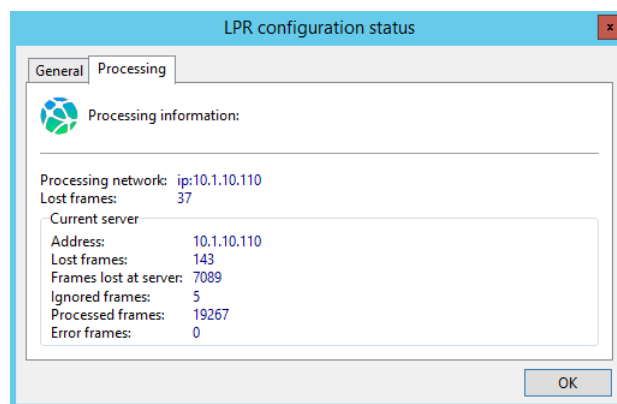 LPR configuration status
x
General Processing
Processing information:
Processing network: ip:10.1.10.110
Lost frames: 37
Current server
Address: 10.1.10.110
Lost frames: 143
Frames lost at server: 7089
Ignored frames: 5
Processed frames: 19267
Error frames: 0
OK